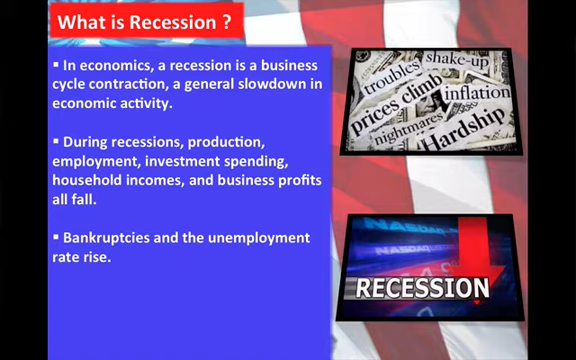 What is Recession ?
▪ In economics, a recession is a business
cycle contraction, a general slowdown in
economic activity.
▪ During recessions, production,
employment, investment spending,
household incomes, and business profits
all fall.
▪ Bankruptcies and the unemployment
rate rise.
troubles
shake-up
prices climb
inflation
nightmares
Hardship
NASDAQ
NASDAQ
RECESSION